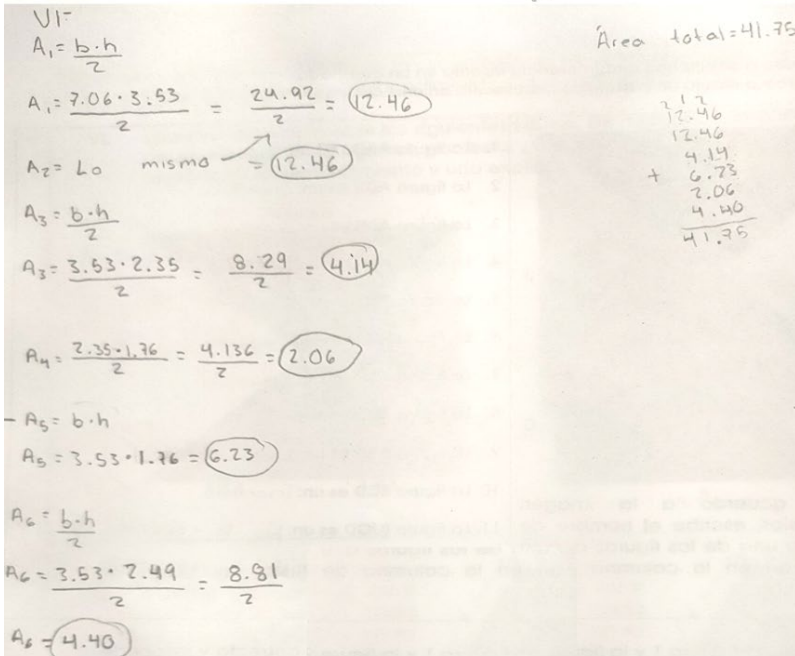 VI-
A₁ = b·h / 2
A₁ = 7.06·3.53 / 2 = 24.92 / 2 = 12.46
A₂ = Lo mismo = 12.46
A₃ = b·h / 2
A₃ = 3.53·2.35 / 2 = 8.29 / 2 = 4.14
A₄ = 2.35·1.76 / 2 = 4.136 / 2 = 2.06
- A₅ = b·h
A₅ = 3.53·1.76 = 6.23
A₆ = b·h / 2
A₆ = 3.53·2.49 / 2 = 8.81 / 2
A₆ = 4.40
Área total = 41.75
2 1 2
12.46
12.46
4.14
+ 6.23
2.06
4.40
41.75